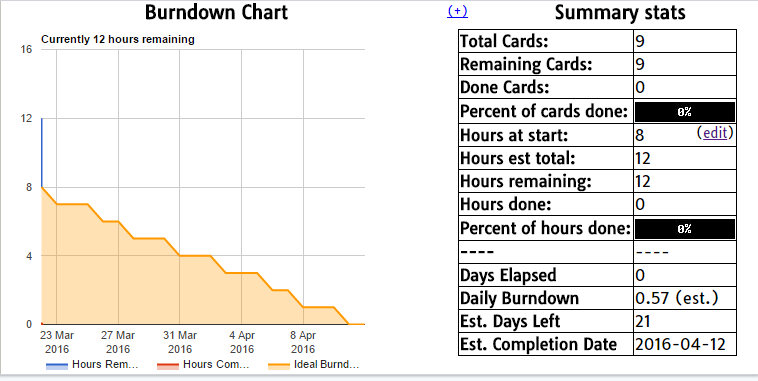 Burndown Chart
Currently 12 hours remaining
16
12
8
4
0
23 Mar 27 Mar 31 Mar 4 Apr 8 Apr
2016 2016 2016 2016 2016
Hours Rem... Hours Com... Ideal Burnd...
(+) Summary stats
Total Cards: 9
Remaining Cards: 9
Done Cards: 0
Percent of cards done: 0%
Hours at start: 8 (edit)
Hours est total: 12
Hours remaining: 12
Hours done: 0
Percent of hours done: 0%
---- ----
Days Elapsed 0
Daily Burndown 0.57 (est.)
Est. Days Left 21
Est. Completion Date 2016-04-12